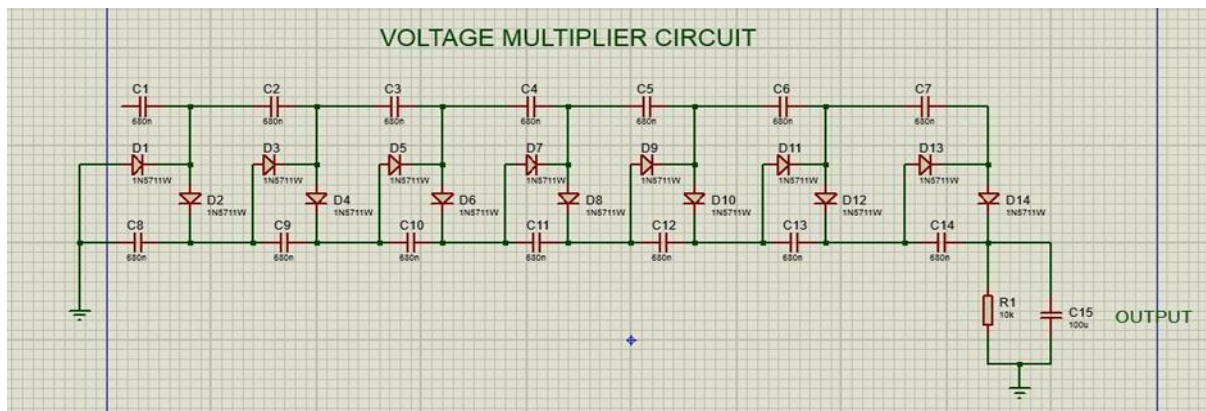 VOLTAGE MULTIPLIER CIRCUIT
C1 C2 C3 C4 C5 C6 C7
680n 680n 680n 680n 680n 680n 680n
D1 D3 D5 D7 D9 D11 D13
1N5711W 1N5711W 1N5711W 1N5711W 1N5711W 1N5711W 1N5711W
D2 D4 D6 D8 D10 D12 D14
1N5711W 1N5711W 1N5711W 1N5711W 1N5711W 1N5711W 1N5711W
C8 C9 C10 C11 C12 C13 C14
680n 680n 680n 680n 680n 680n 680n
R1
10k
C15
100u
OUTPUT